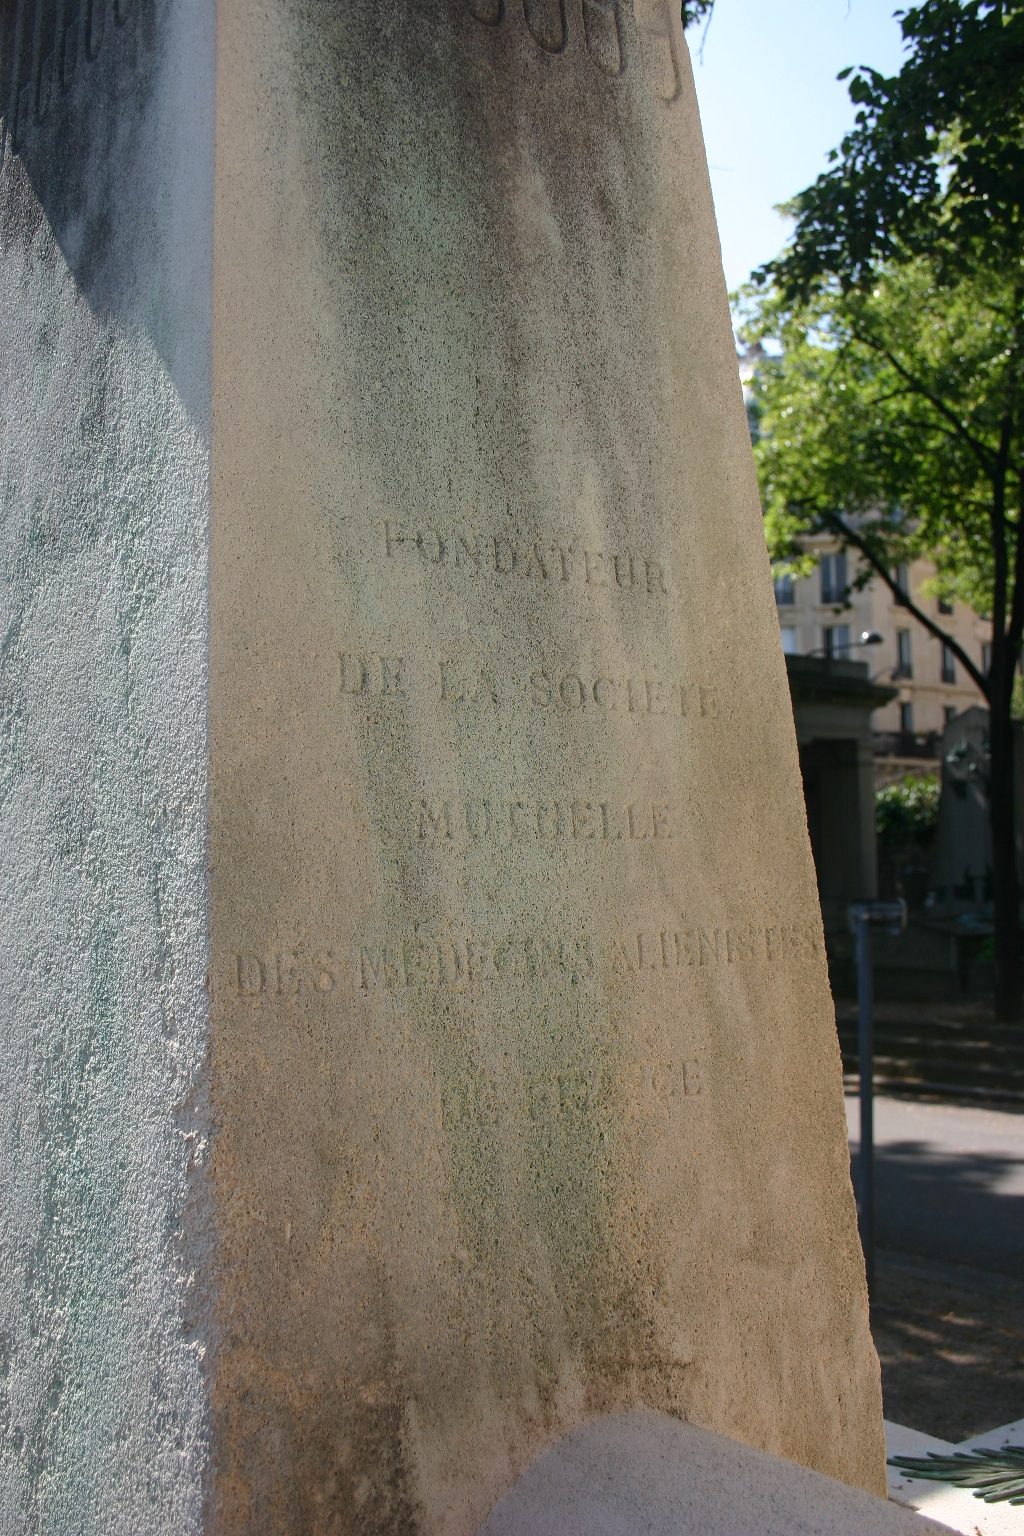 FONDATEUR
DE LA SOCIETE
MUTUELLE
DES MEDECINS ALIENISTES
DE FRANCE